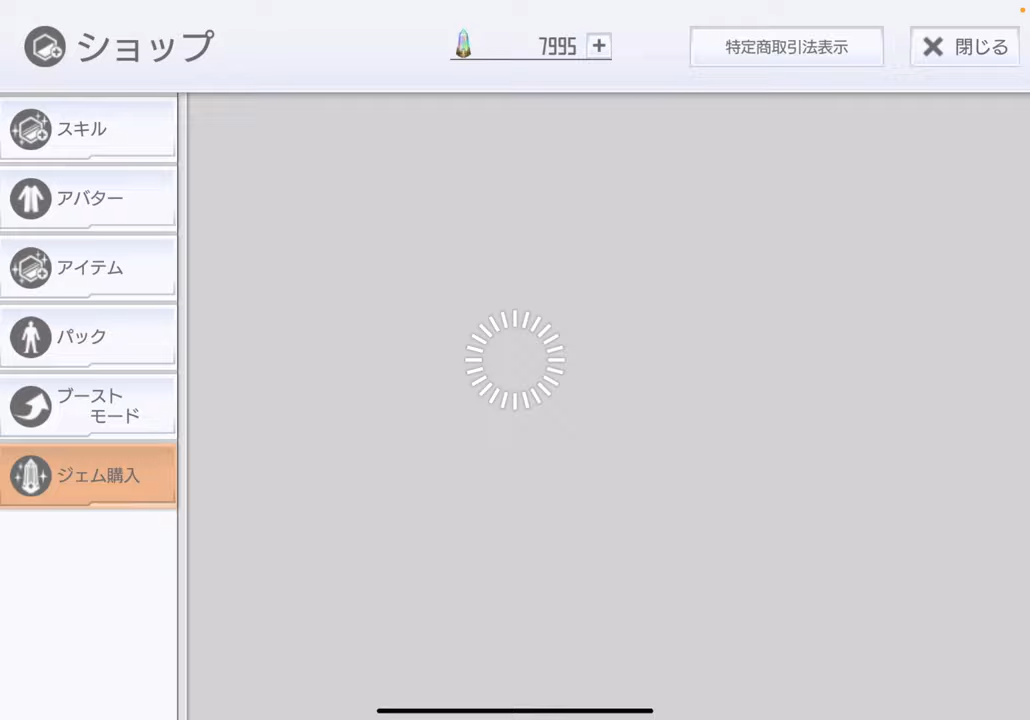 ショップ
7995
特定商取引法表示
閉じる
スキル
アバター
アイテム
パック
ブースト
モード
ジェム購入